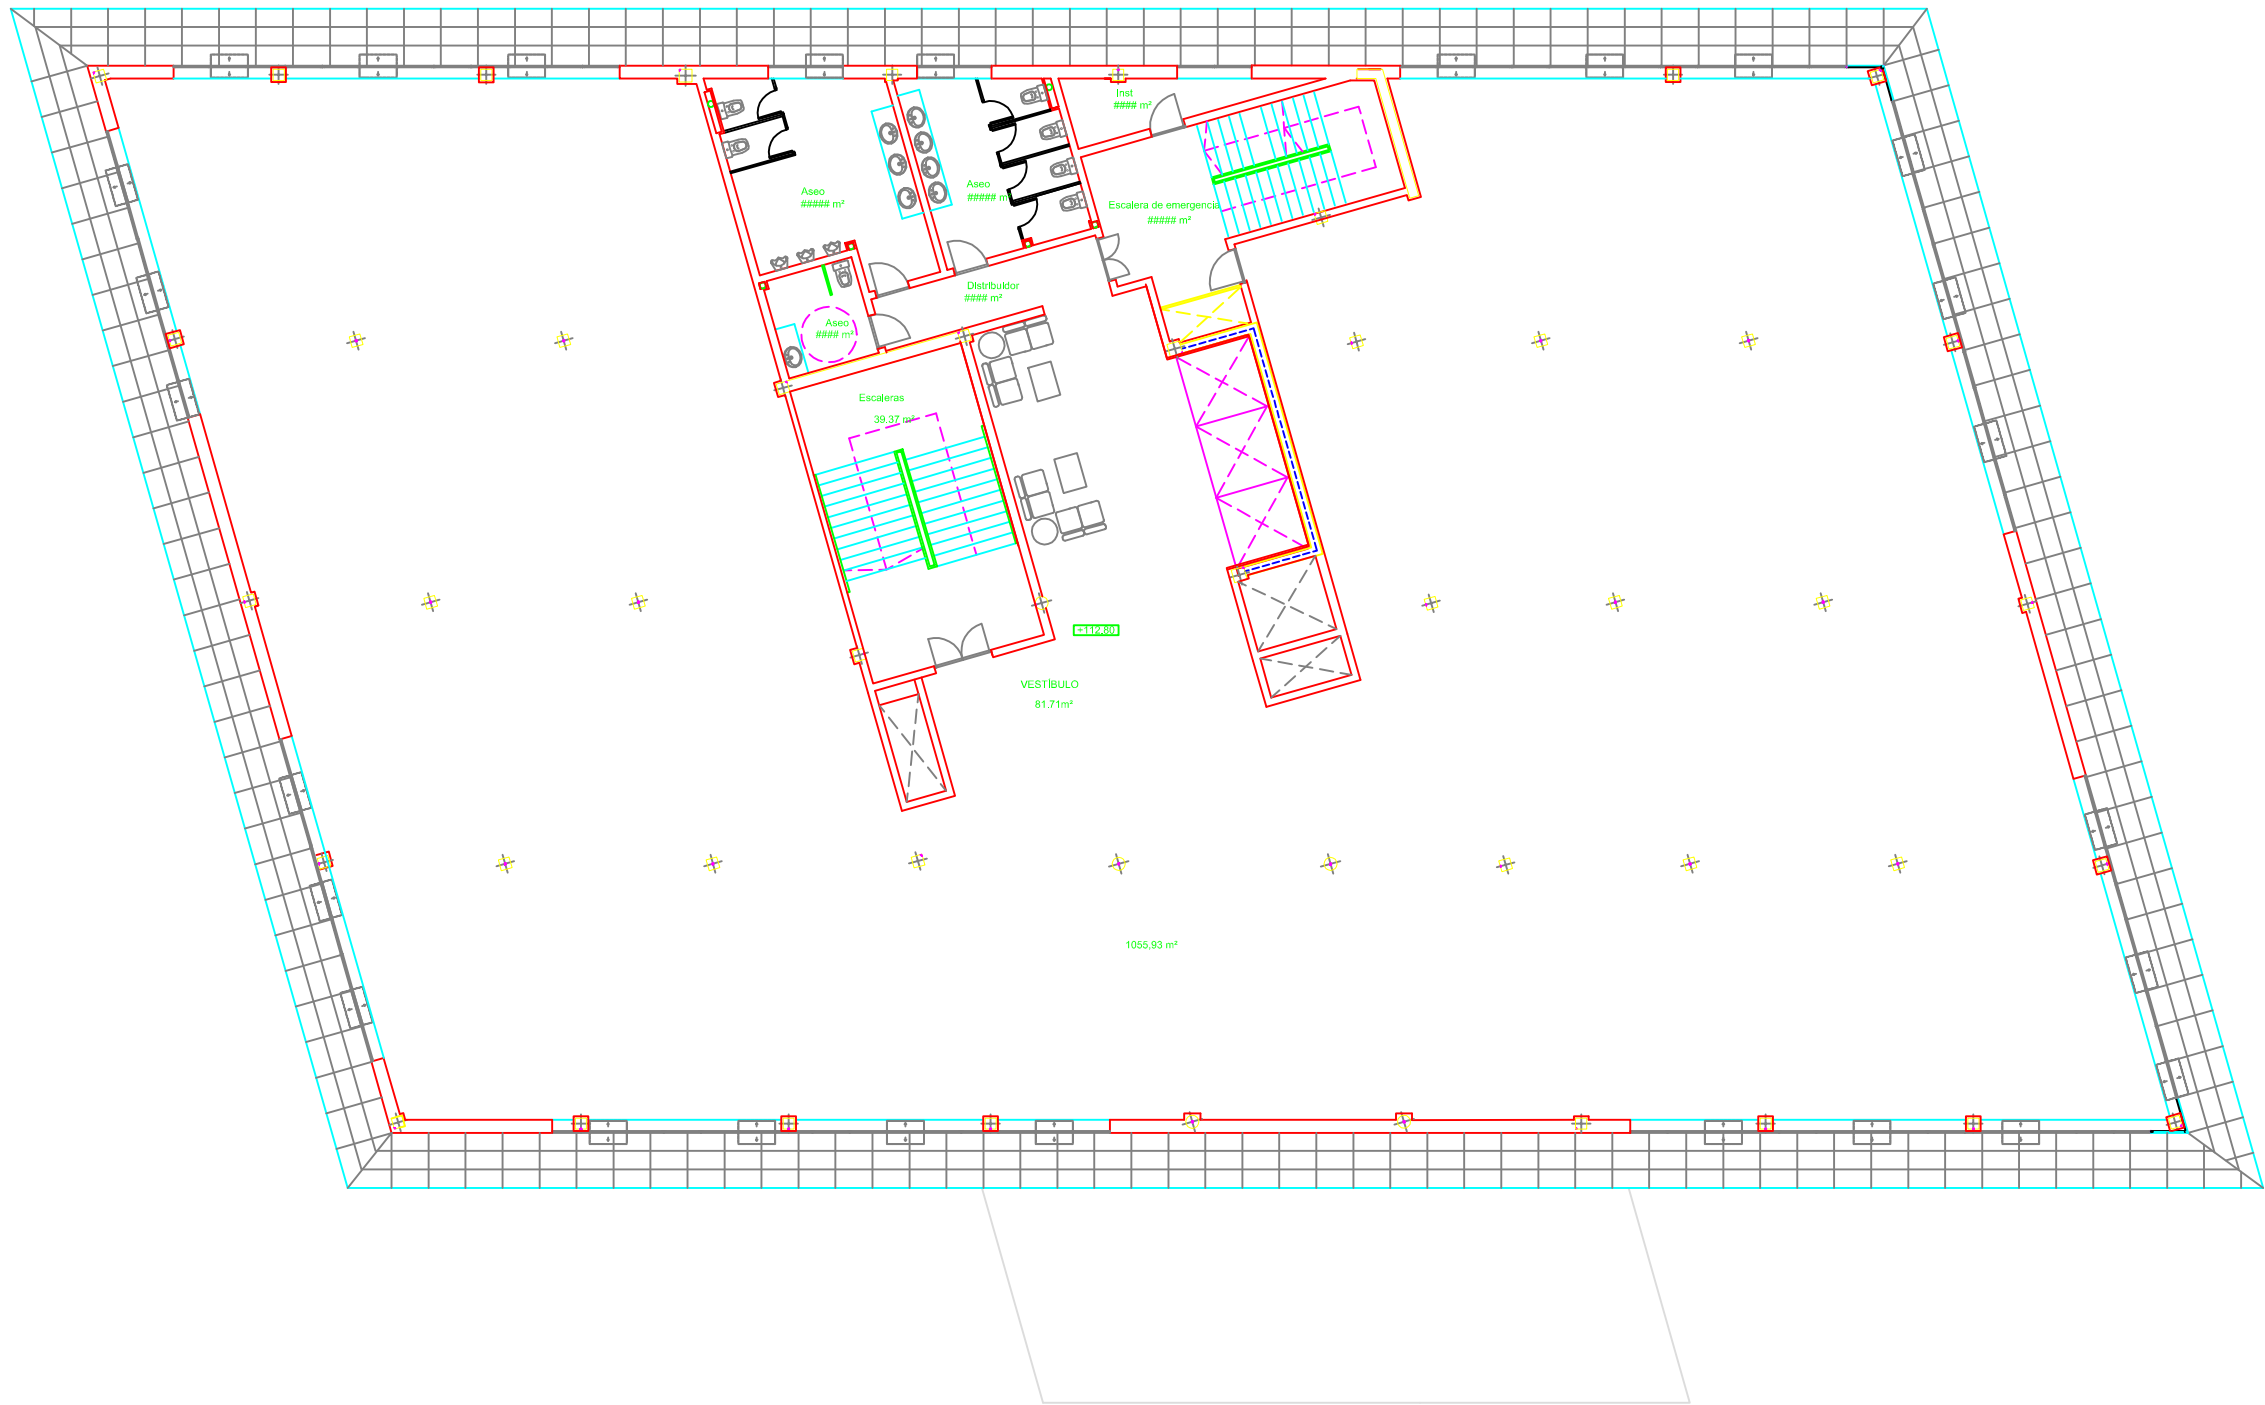 Inst
#### m²
Aseo
##### m²
Aseo
##### m²
Escalera de emergencia
##### m²
Distribuidor
#### m²
Aseo
#### m²
Escaleras
39,37 m²
+112,80
VESTÍBULO
81.71m²
1055,93 m²